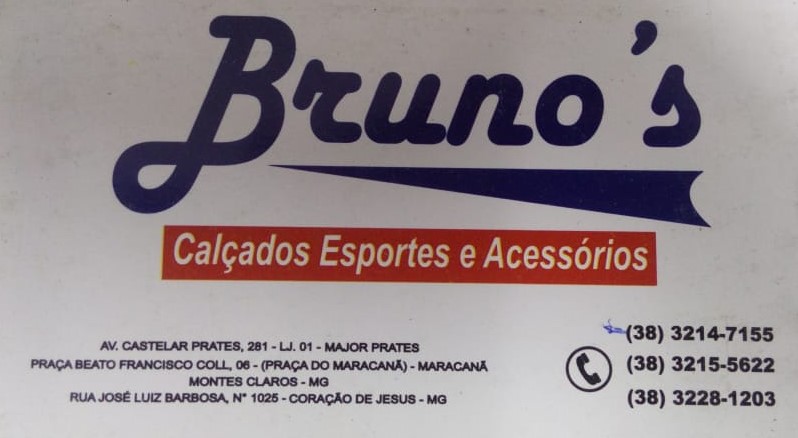 Bruno's
Calçados Esportes e Acessórios
AV. CASTELAR PRATES, 281 - LJ. 01 - MAJOR PRATES
PRAÇA BEATO FRANCISCO COLL, 06 - (PRAÇA DO MARACANÃ) - MARACANÃ
MONTES CLAROS - MG
RUA JOSÉ LUIZ BARBOSA, N° 1025 - CORAÇÃO DE JESUS - MG
(38) 3214-7155
(38) 3215-5622
(38) 3228-1203